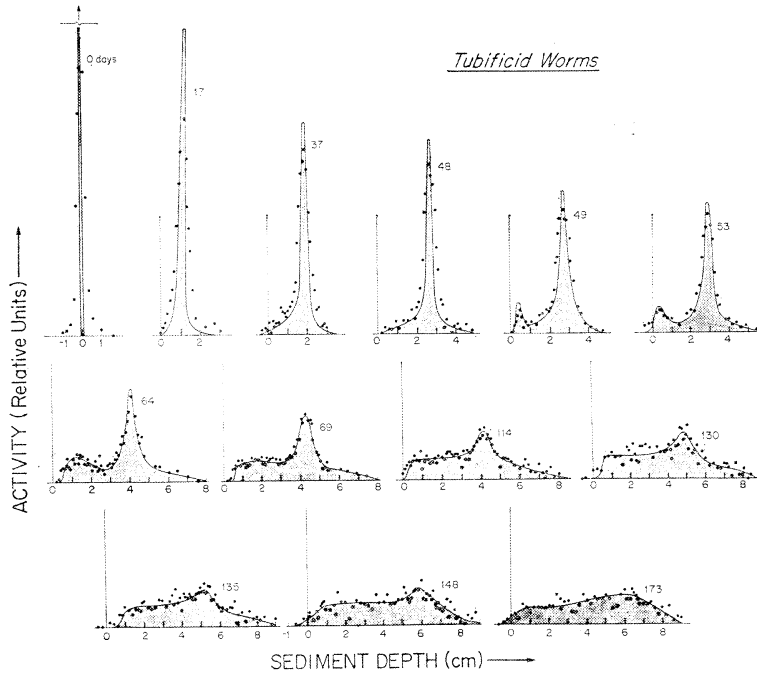 Tubificid Worms
0 days
17
37
48
49
53
-1 0 1
0 2
0 2
0 2 4
0 2 4
0 2 4
64
69
114
130
0 2 4 6 8
0 2 4 6 8
0 2 4 6 8
0 2 4 6 8
135
148
173
0 2 4 6 8
-1 0 2 4 6 8
0 2 4 6 8
ACTIVITY (Relative Units)
SEDIMENT DEPTH (cm)